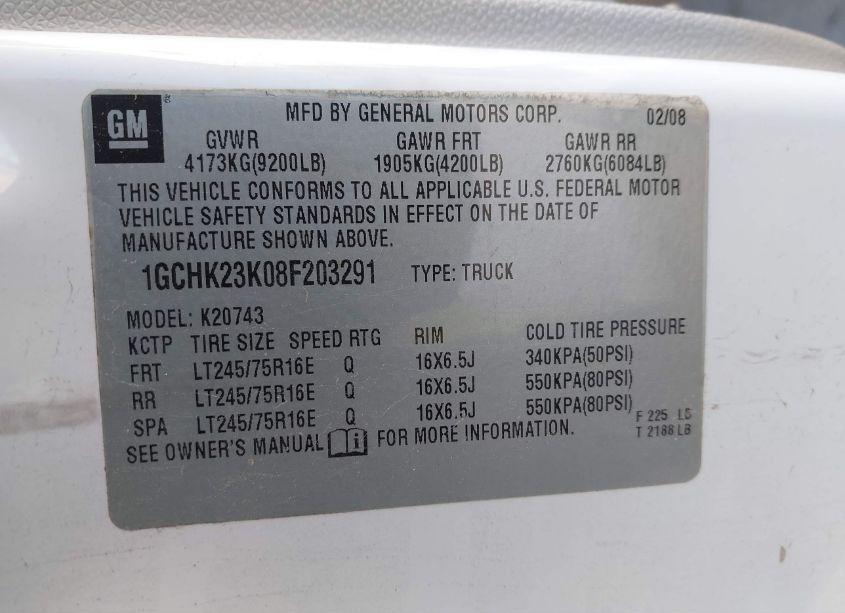 GM ®
MFD BY GENERAL MOTORS CORP. 02/08
GVWR GAWR FRT GAWR RR
4173KG(9200LB) 1905KG(4200LB) 2760KG(6084LB)
THIS VEHICLE CONFORMS TO ALL APPLICABLE U.S. FEDERAL MOTOR
VEHICLE SAFETY STANDARDS IN EFFECT ON THE DATE OF
MANUFACTURE SHOWN ABOVE.
1GCHK23K08F203291 TYPE: TRUCK
MODEL: K20743
KCTP TIRE SIZE SPEED RTG RIM COLD TIRE PRESSURE
FRT LT245/75R16E Q 16X6.5J 340KPA(50PSI)
RR LT245/75R16E Q 16X6.5J 550KPA(80PSI)
SPA LT245/75R16E Q 16X6.5J 550KPA(80PSI)
SEE OWNER'S MANUAL i FOR MORE INFORMATION.
F 225 L5
T 2188 LB